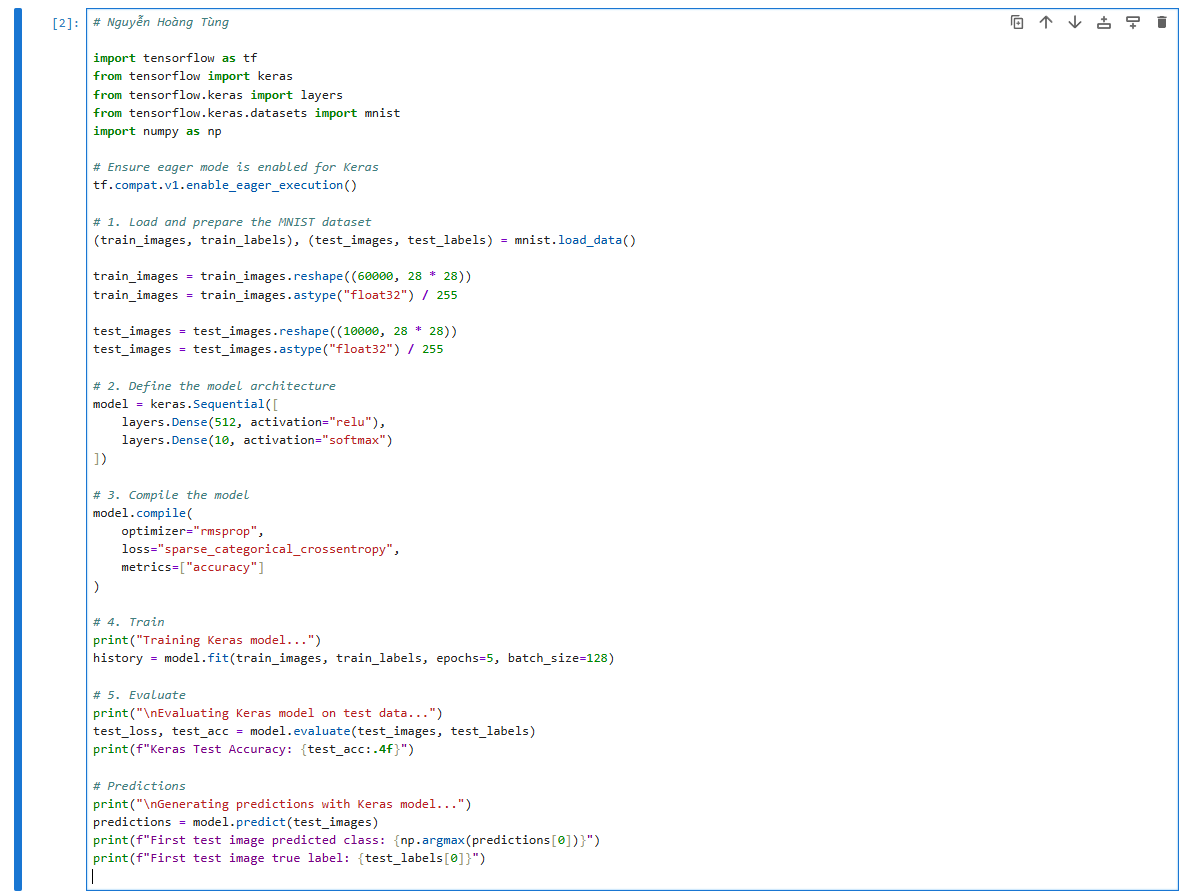 [2]:
# Nguyễn Hoàng Tùng

import tensorflow as tf
from tensorflow import keras
from tensorflow.keras import layers
from tensorflow.keras.datasets import mnist
import numpy as np

# Ensure eager mode is enabled for Keras
tf.compat.v1.enable_eager_execution()

# 1. Load and prepare the MNIST dataset
(train_images, train_labels), (test_images, test_labels) = mnist.load_data()

train_images = train_images.reshape((60000, 28 * 28))
train_images = train_images.astype("float32") / 255

test_images = test_images.reshape((10000, 28 * 28))
test_images = test_images.astype("float32") / 255

# 2. Define the model architecture
model = keras.Sequential([
    layers.Dense(512, activation="relu"),
    layers.Dense(10, activation="softmax")
])

# 3. Compile the model
model.compile(
    optimizer="rmsprop",
    loss="sparse_categorical_crossentropy",
    metrics=["accuracy"]
)

# 4. Train
print("Training Keras model...")
history = model.fit(train_images, train_labels, epochs=5, batch_size=128)

# 5. Evaluate
print("\nEvaluating Keras model on test data...")
test_loss, test_acc = model.evaluate(test_images, test_labels)
print(f"Keras Test Accuracy: {test_acc:.4f}")

# Predictions
print("\nGenerating predictions with Keras model...")
predictions = model.predict(test_images)
print(f"First test image predicted class: {np.argmax(predictions[0])}")
print(f"First test image true label: {test_labels[0]}")